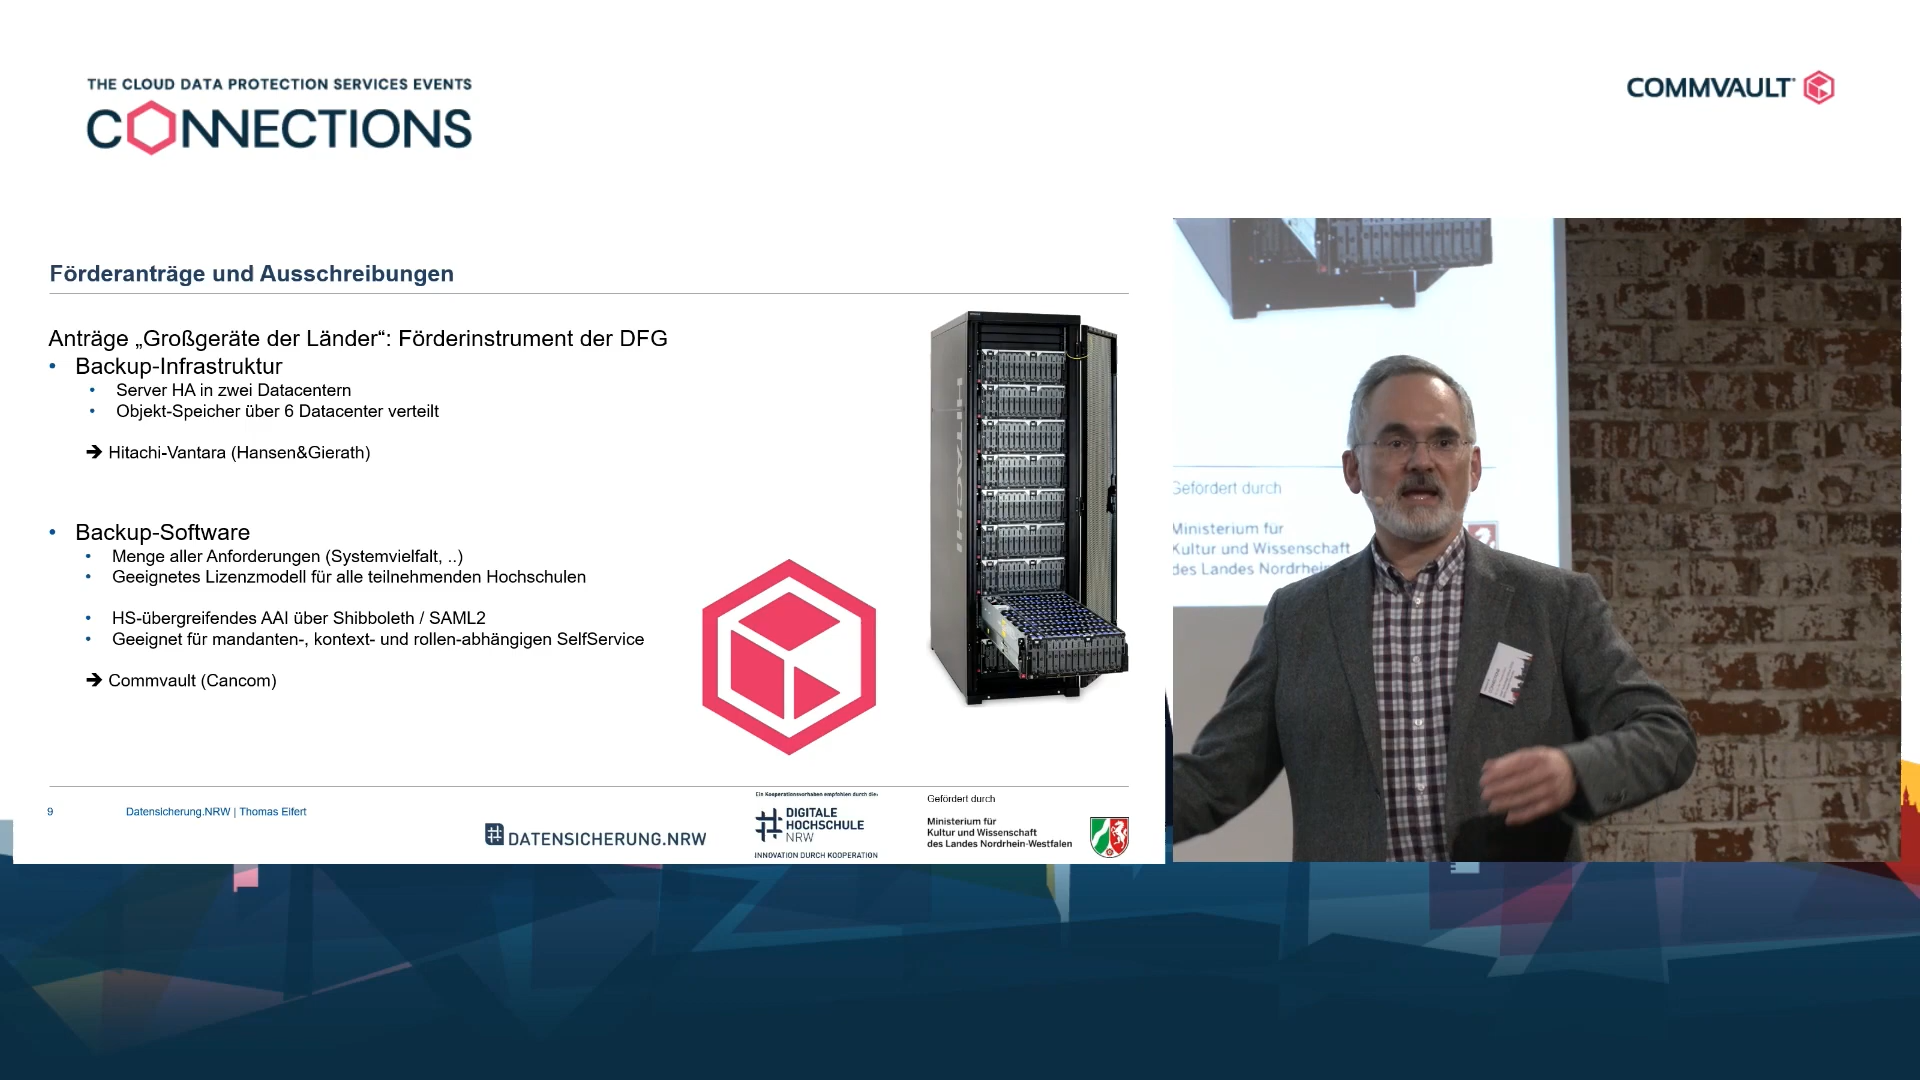 THE CLOUD DATA PROTECTION SERVICES EVENTS
CONNECTIONS
COMMVAULT
Förderanträge und Ausschreibungen
Anträge „Großgeräte der Länder“: Förderinstrument der DFG
• Backup-Infrastruktur
• Server HA in zwei Datacentern
• Objekt-Speicher über 6 Datacenter verteilt
➔ Hitachi-Vantara (Hansen&Gierath)
• Backup-Software
• Menge aller Anforderungen (Systemvielfalt, ..)
• Geeignetes Lizenzmodell für alle teilnehmenden Hochschulen
• HS-übergreifendes AAI über Shibboleth / SAML2
• Geeignet für mandanten-, kontext- und rollen-abhängigen SelfService
➔ Commvault (Cancom)
HITACHI
9
Datensicherung.NRW | Thomas Eifert
# DATENSICHERUNG.NRW
Ein Kooperationsvorhaben empfohlen durch die:
DIGITALE
HOCHSCHULE
NRW
INNOVATION DURCH KOOPERATION
Gefördert durch
Ministerium für
Kultur und Wissenschaft
des Landes Nordrhein-Westfalen
Gefördert durch
Ministerium für
Kultur und Wissenschaft
des Landes Nordrhein